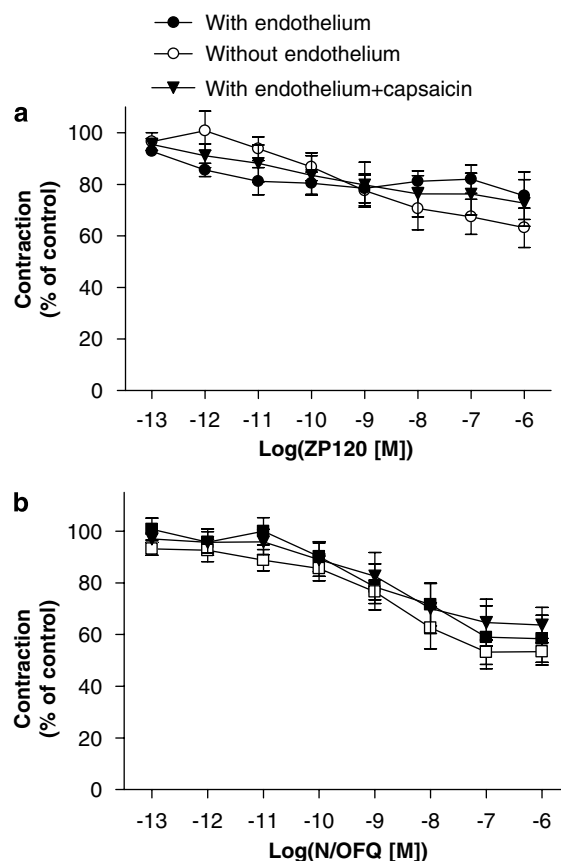 With endothelium
Without endothelium
With endothelium+capsaicin
a
Contraction
(% of control)
100
80
60
40
20
0
-13 -12 -11 -10 -9 -8 -7 -6
Log(ZP120 [M])
b
Contraction
(% of control)
100
80
60
40
20
0
-13 -12 -11 -10 -9 -8 -7 -6
Log(N/OFQ [M])